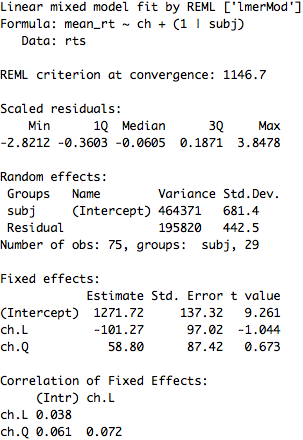 Linear mixed model fit by REML ['lmerMod']
Formula: mean_rt ~ ch + (1 | subj)
   Data: rts

REML criterion at convergence: 1146.7

Scaled residuals:
    Min      1Q  Median      3Q     Max
-2.8212 -0.3603 -0.0605  0.1871  3.8478

Random effects:
 Groups   Name        Variance Std.Dev.
 subj     (Intercept) 464371   681.4
 Residual             195820   442.5
Number of obs: 75, groups:  subj, 29

Fixed effects:
            Estimate Std. Error t value
(Intercept)  1271.72     137.32   9.261
ch.L         -101.27      97.02  -1.044
ch.Q           58.80      87.42   0.673

Correlation of Fixed Effects:
     (Intr) ch.L
ch.L 0.038
ch.Q 0.061  0.072